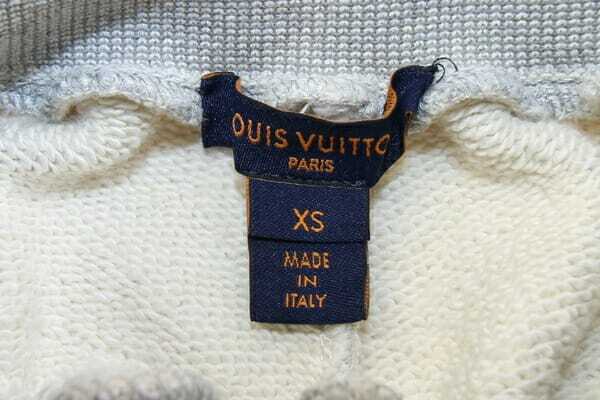 OUIS VUITTO
PARIS
XS
MADE
IN
ITALY